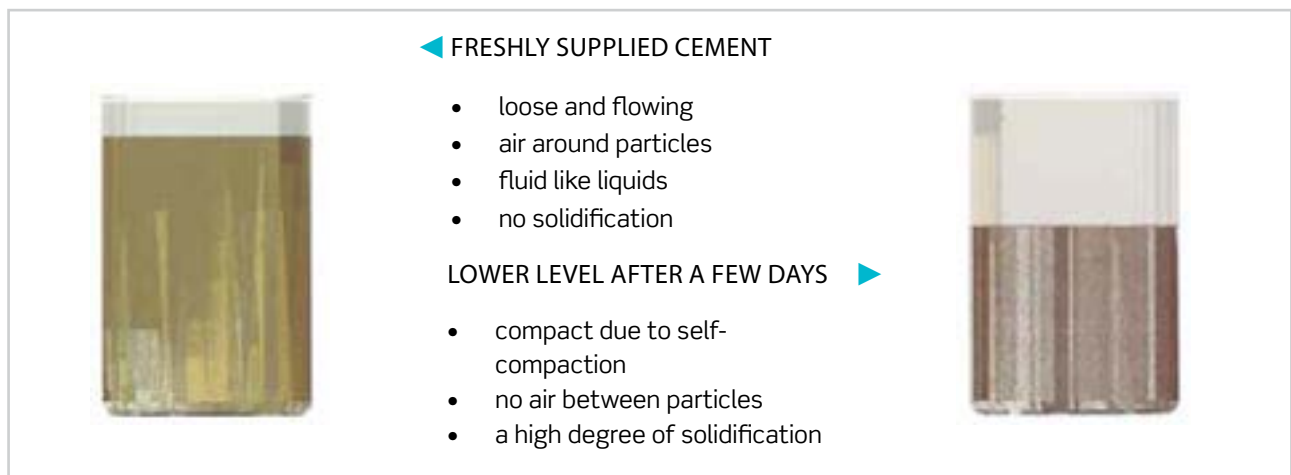 FRESHLY SUPPLIED CEMENT
• loose and flowing
• air around particles
• fluid like liquids
• no solidification
LOWER LEVEL AFTER A FEW DAYS
• compact due to self-
compaction
• no air between particles
• a high degree of solidification